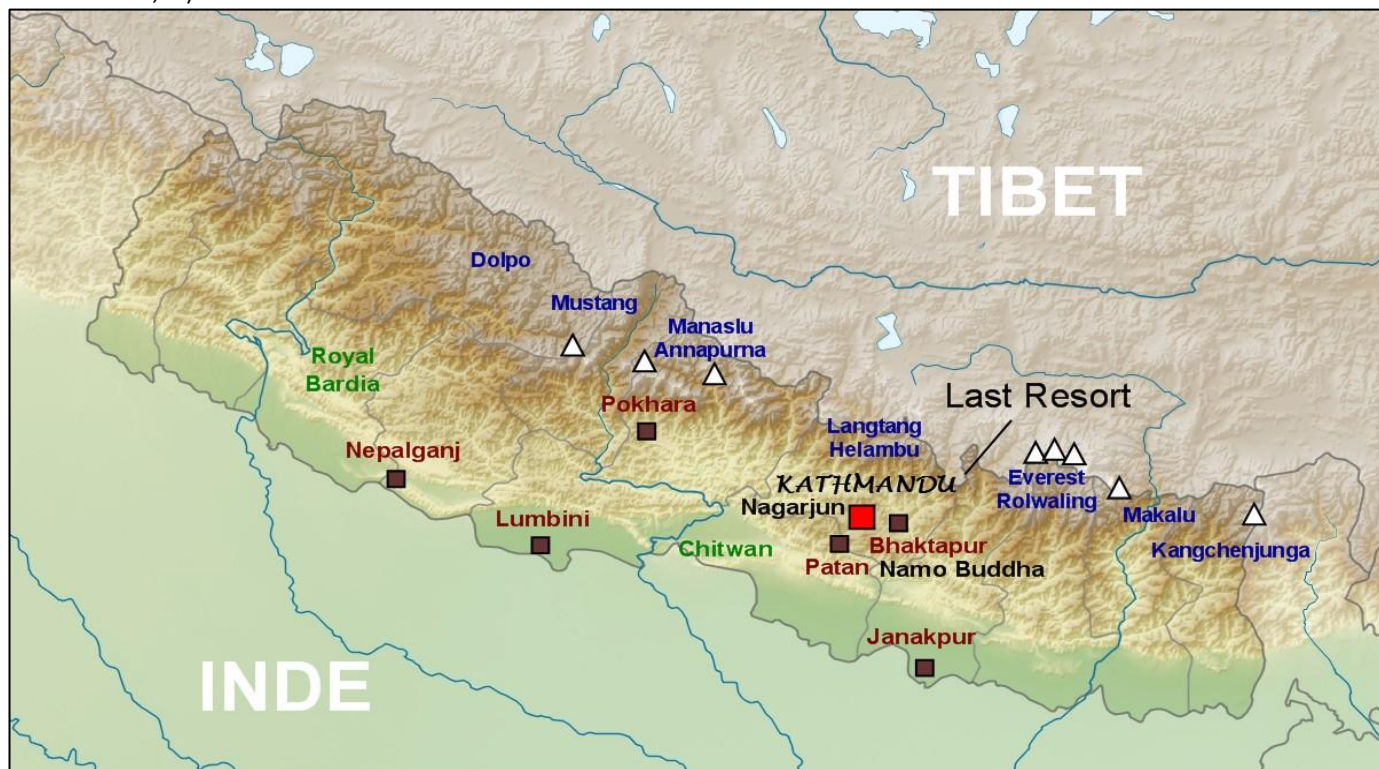 TIBET
Dolpo
Mustang
Manaslu
Annapurna
Royal
Bardia
Last Resort
Pokhara
Langtang
Helambu
Nepalganj
KATHMANDU
Everest
Rolwaling
Nagarjun
Makalu
Lumbini
Chitwan
Bhaktapur
Kangchenjunga
Patan
Namo Buddha
Janakpur
INDE